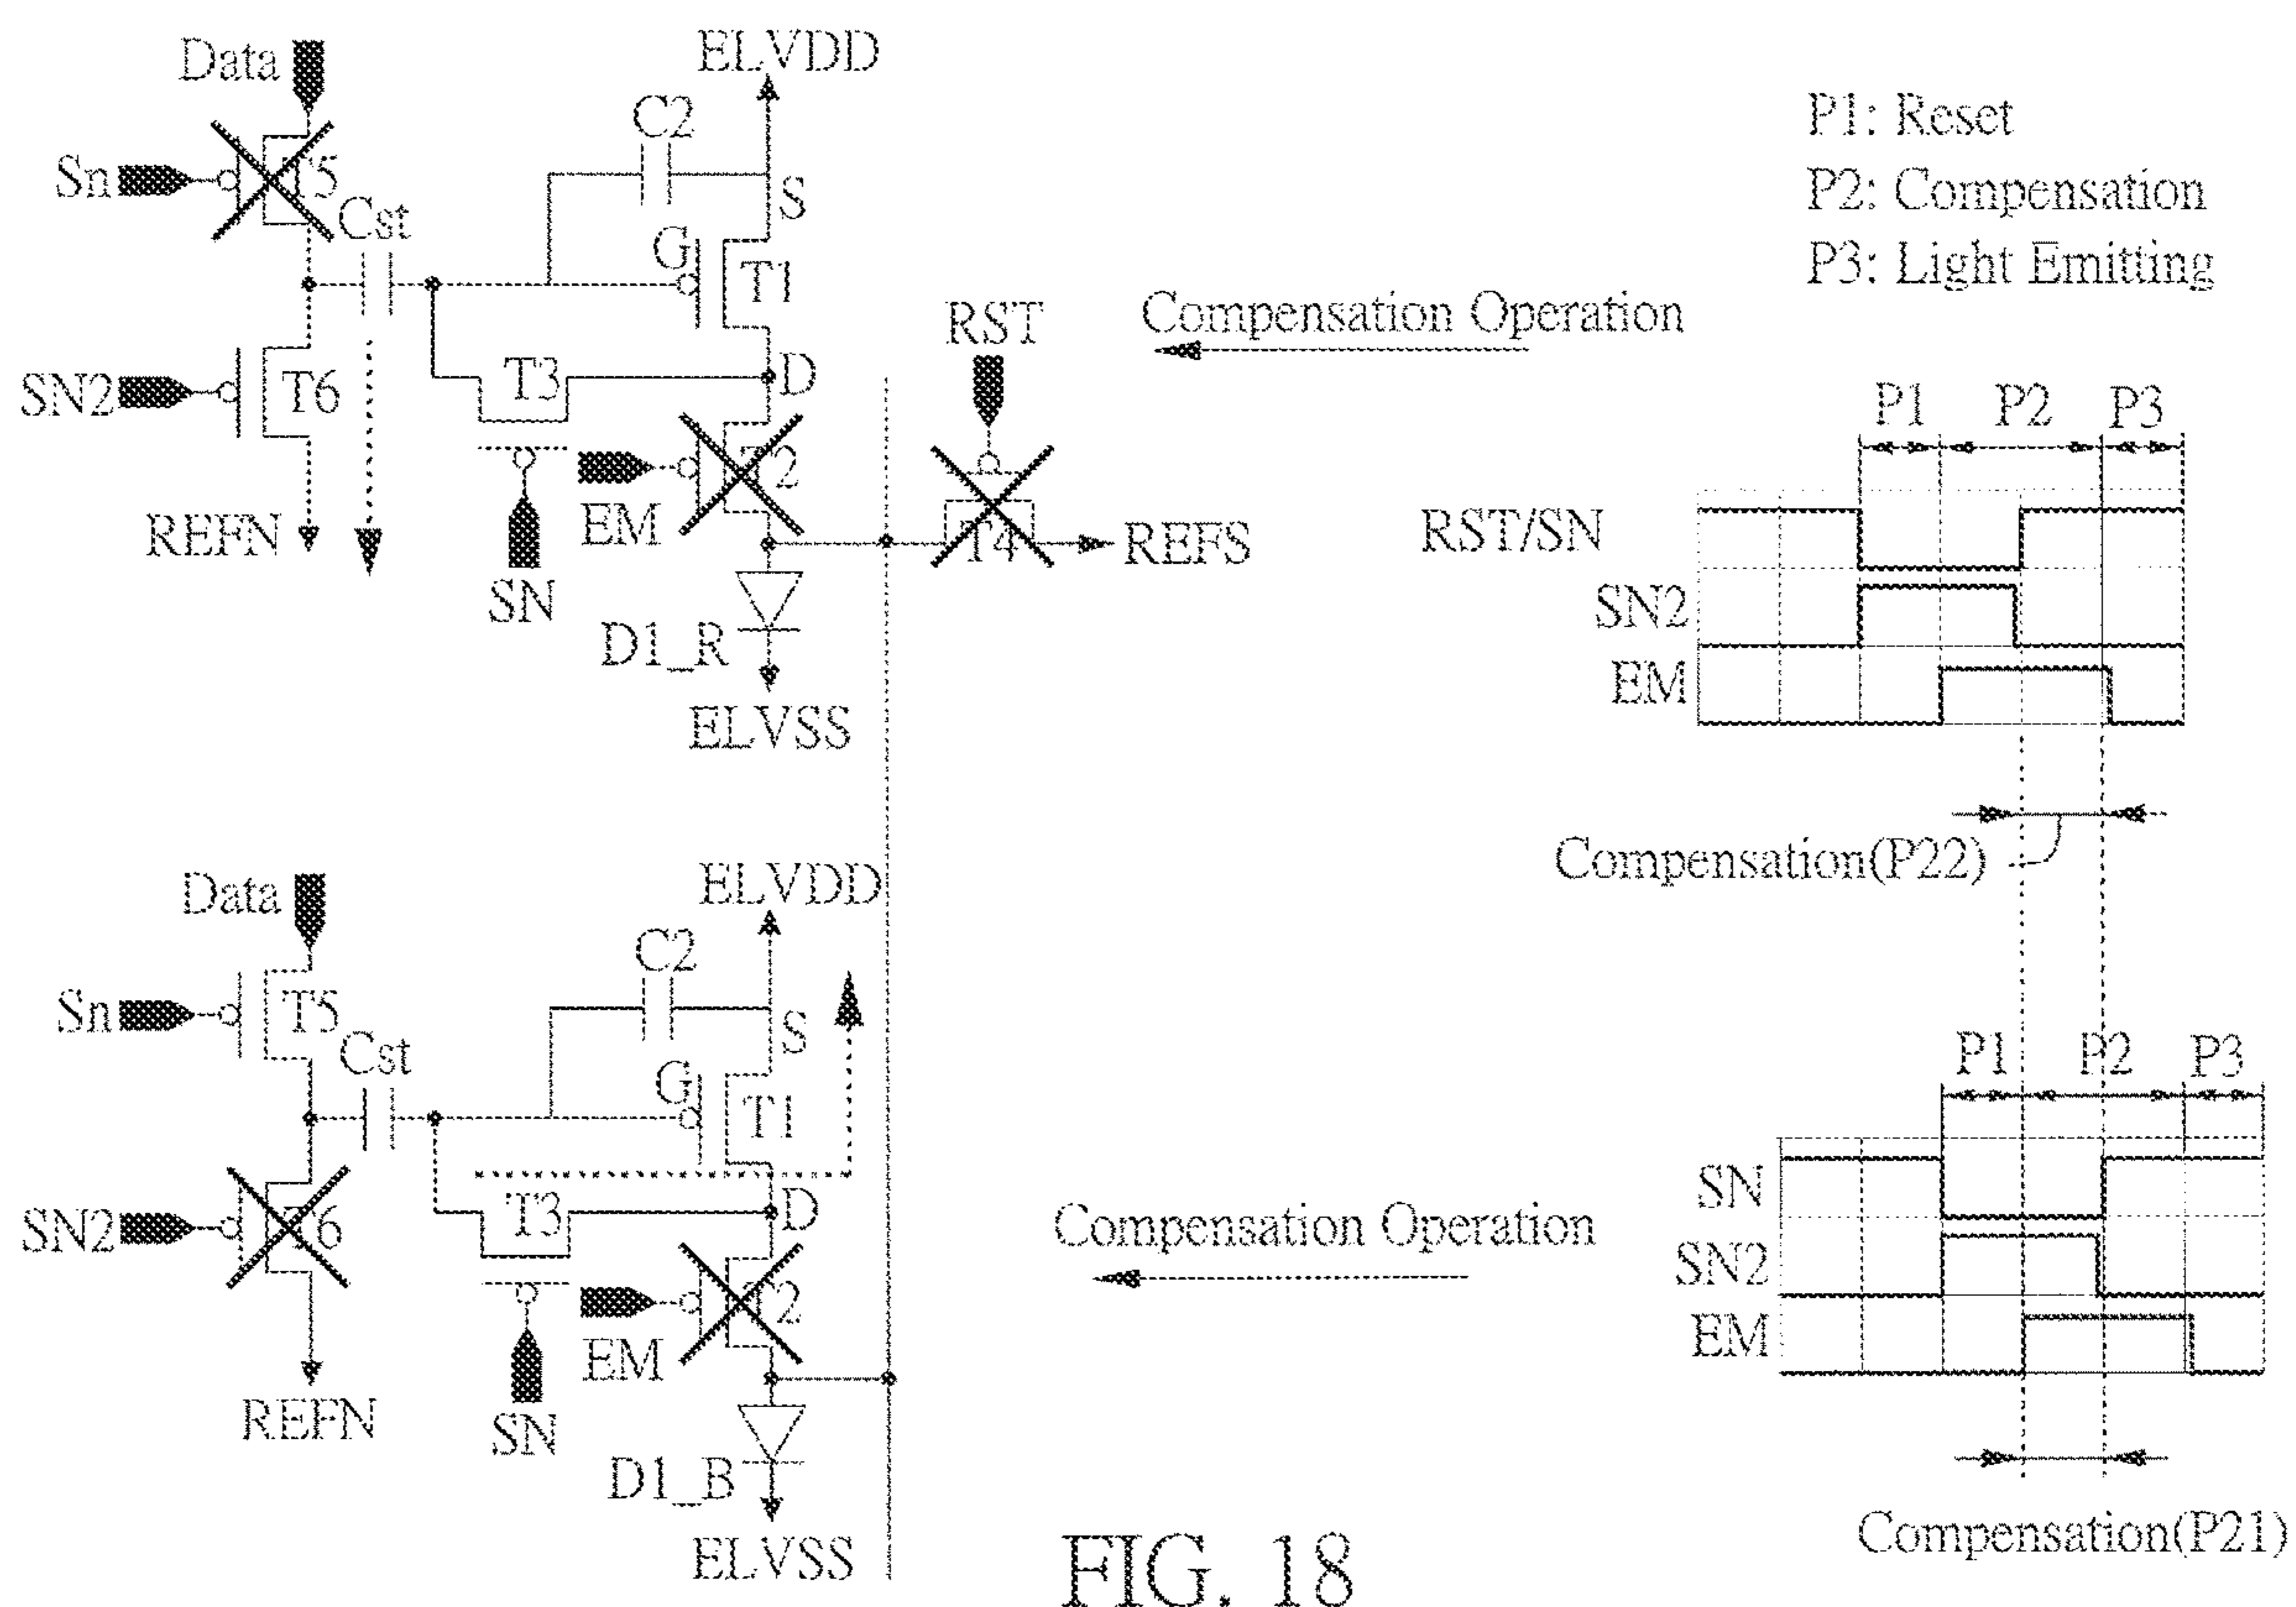 Data
ELVDD
C2
Sn
T5
Cst
S
G
T1
SN2
T6
T3
D
RST
EM
T2
REFN
SN
T4
REFS
D1_R
ELVSS
Compensation Operation
P1: Reset
P2: Compensation
P3: Light Emitting
P1
P2
P3
RST/SN
SN2
EM
Compensation(P22)
Data
ELVDD
C2
Sn
T5
Cst
S
G
T1
SN2
T6
T3
D
EM
T2
REFN
SN
D1_B
ELVSS
Compensation Operation
P1
P2
P3
SN
SN2
EM
Compensation(P21)
FIG. 18